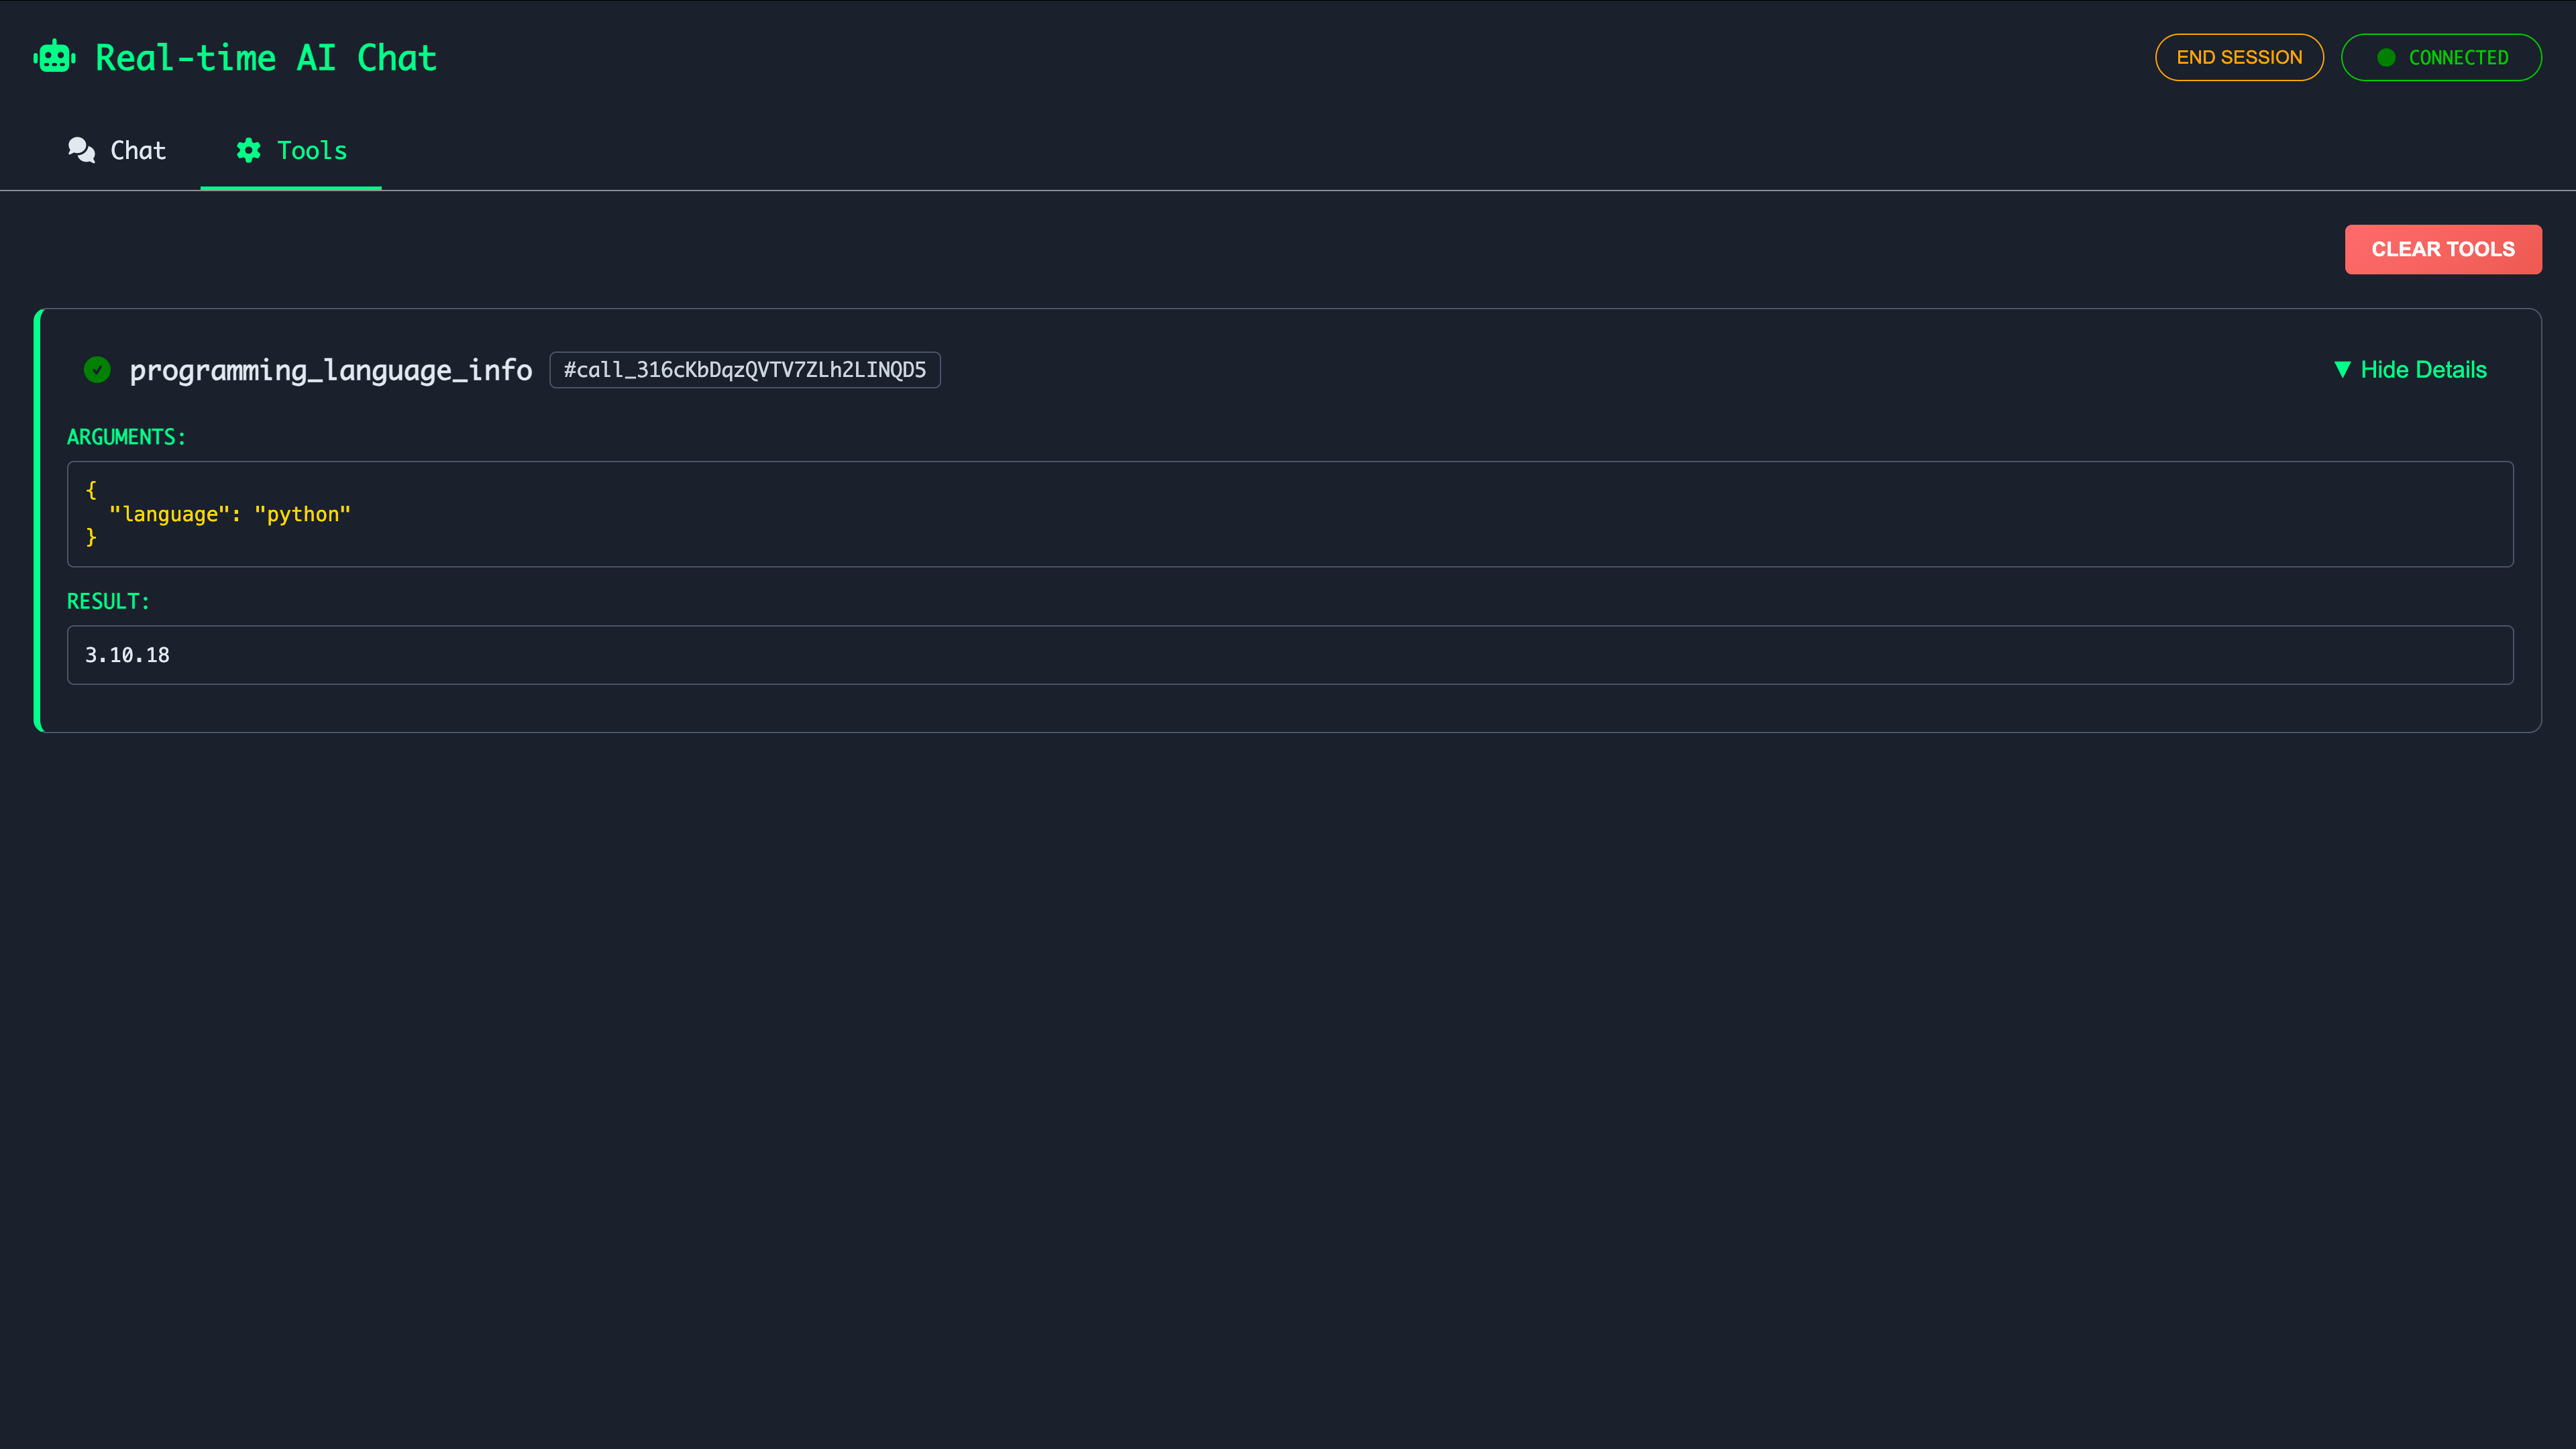 Real-time AI Chat
END SESSION
CONNECTED
Chat
Tools
CLEAR TOOLS
programming_language_info
#call_316cKbDqzQVTV7ZLh2LINQD5
▼ Hide Details
ARGUMENTS:
{
  "language": "python"
}
RESULT:
3.10.18